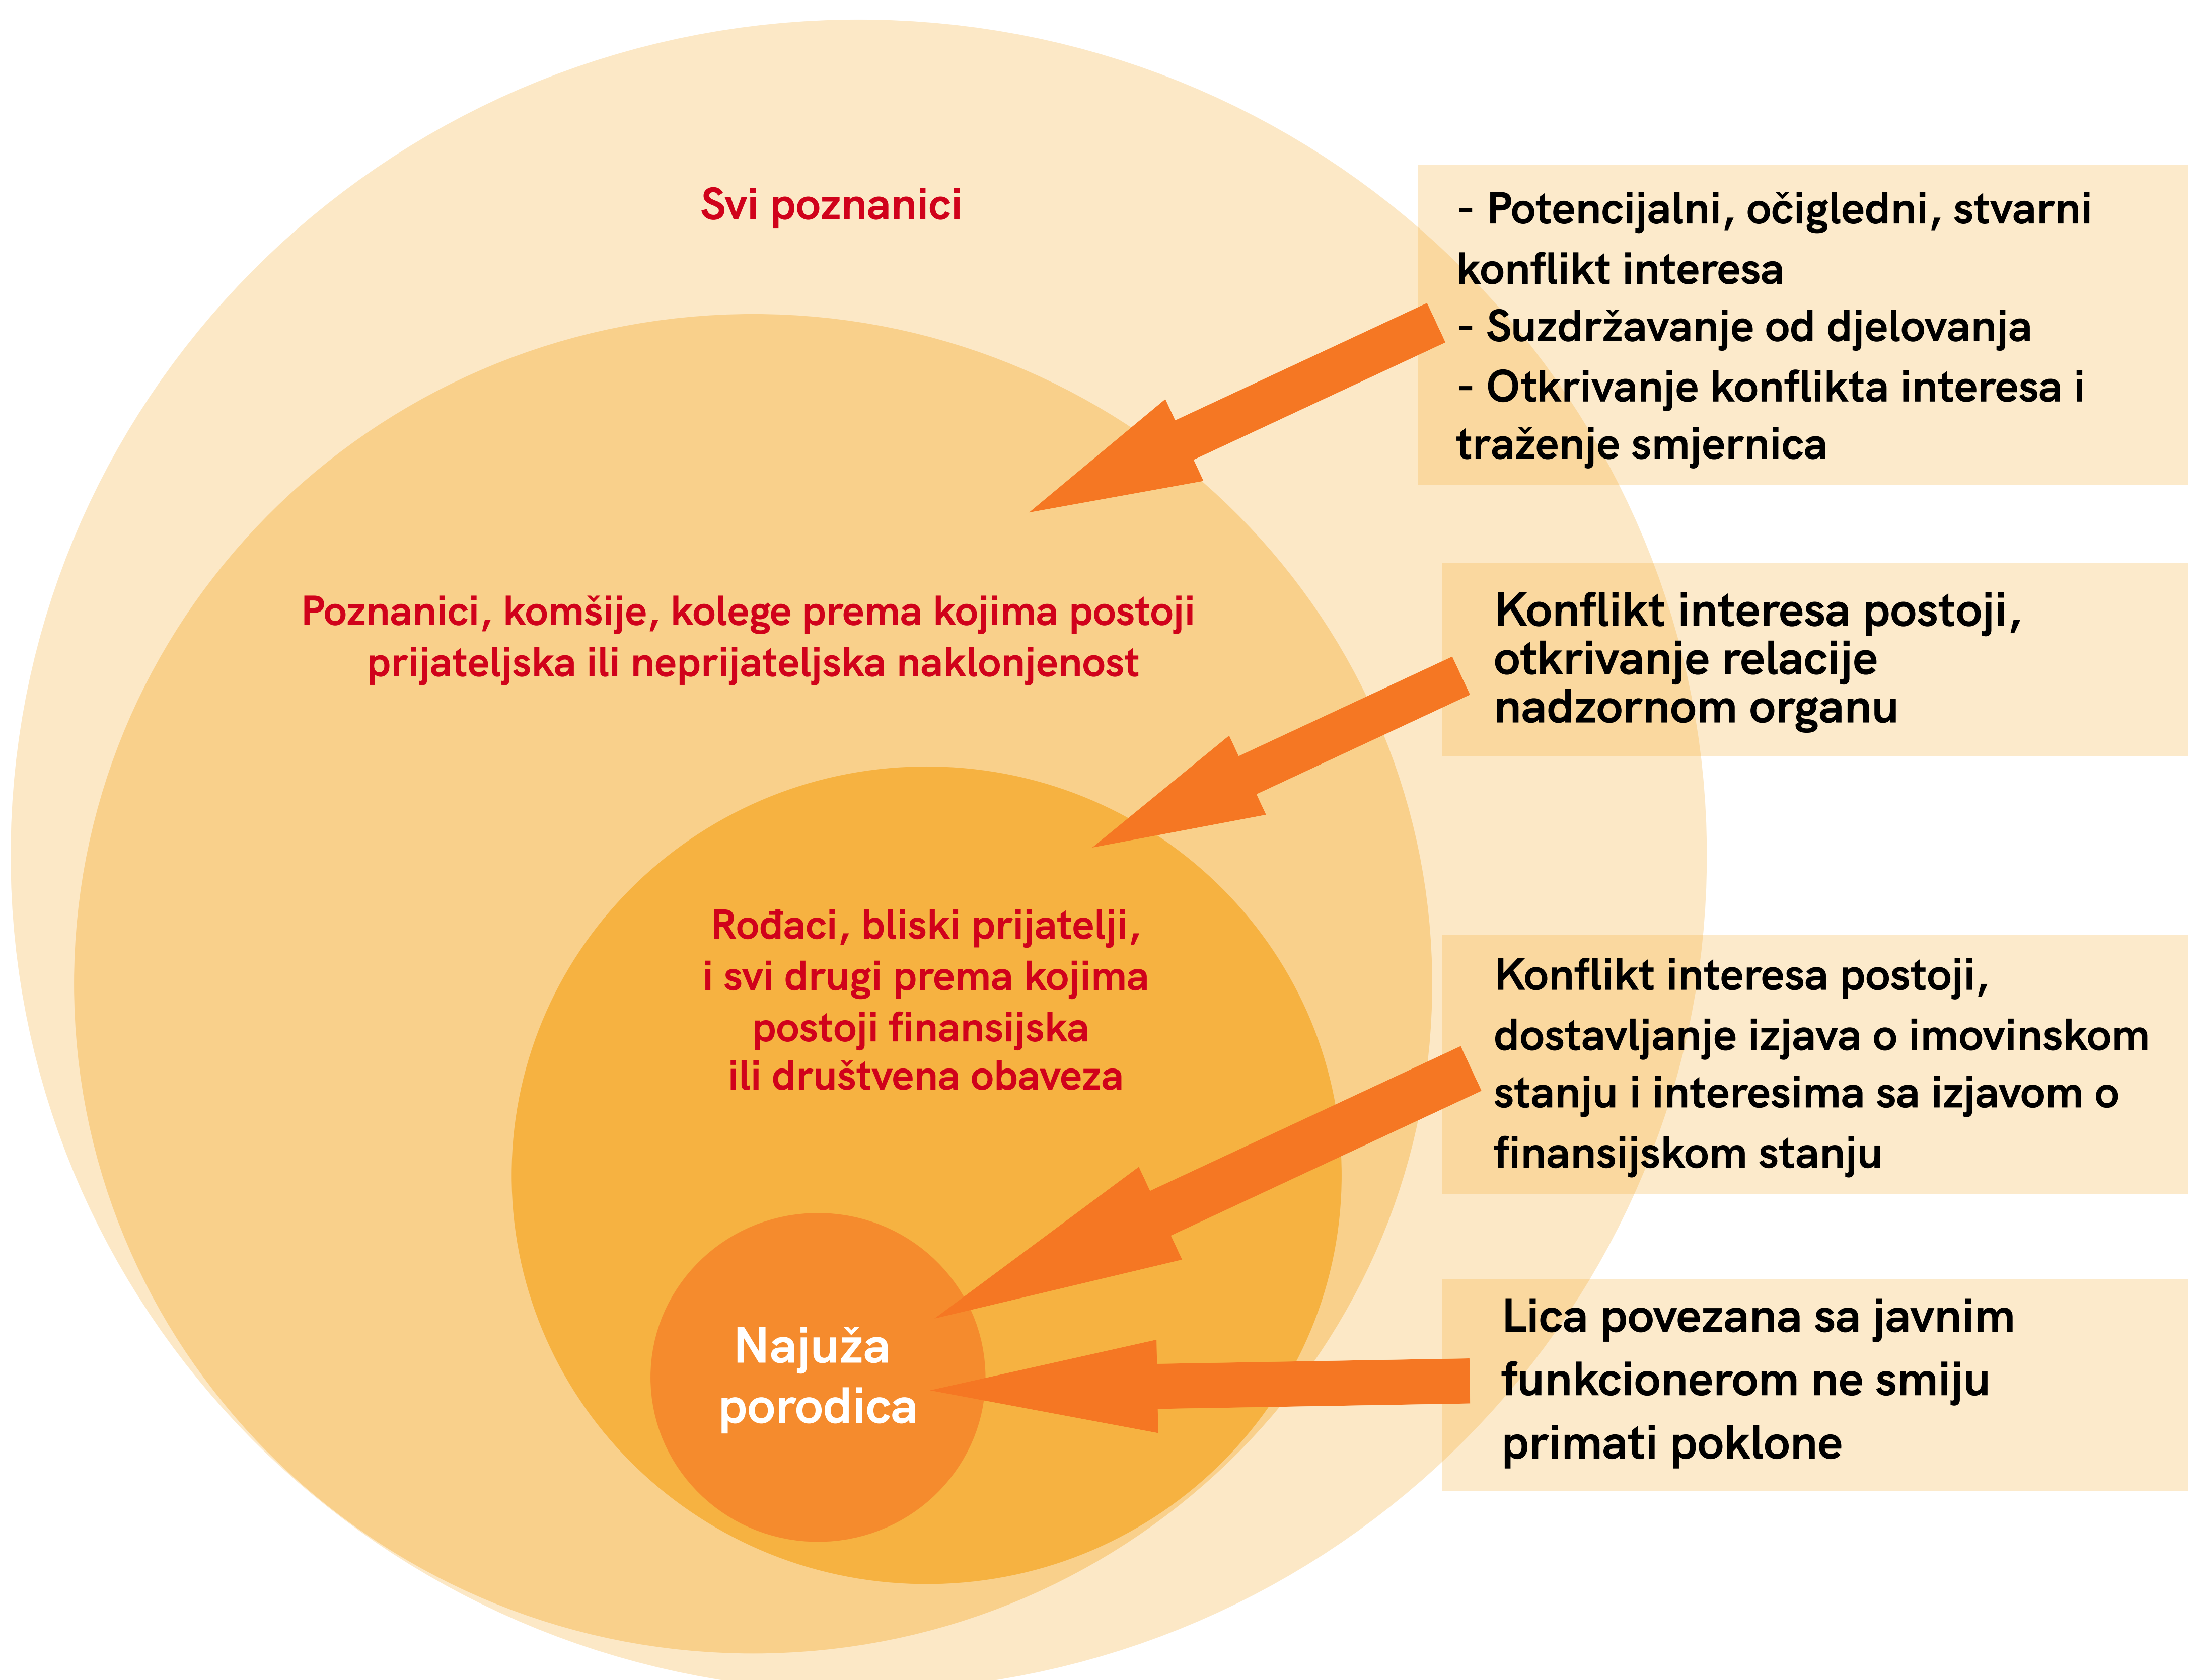 Svi poznanici
- Potencijalni, očigledni, stvarni
konflikt interesa
- Suzdržavanje od djelovanja
- Otkrivanje konflikta interesa i
traženje smjernica
Poznanici, komšije, kolege prema kojima postoji
prijateljska ili neprijateljska naklonjenost
Konflikt interesa postoji,
otkrivanje relacije
nadzornom organu
Rođaci, bliski prijatelji,
i svi drugi prema kojima
postoji finansijska
ili društvena obaveza
Konflikt interesa postoji,
dostavljanje izjava o imovinskom
stanju i interesima sa izjavom o
finansijskom stanju
Najuža
porodica
Lica povezana sa javnim
funkcionerom ne smiju
primati poklone